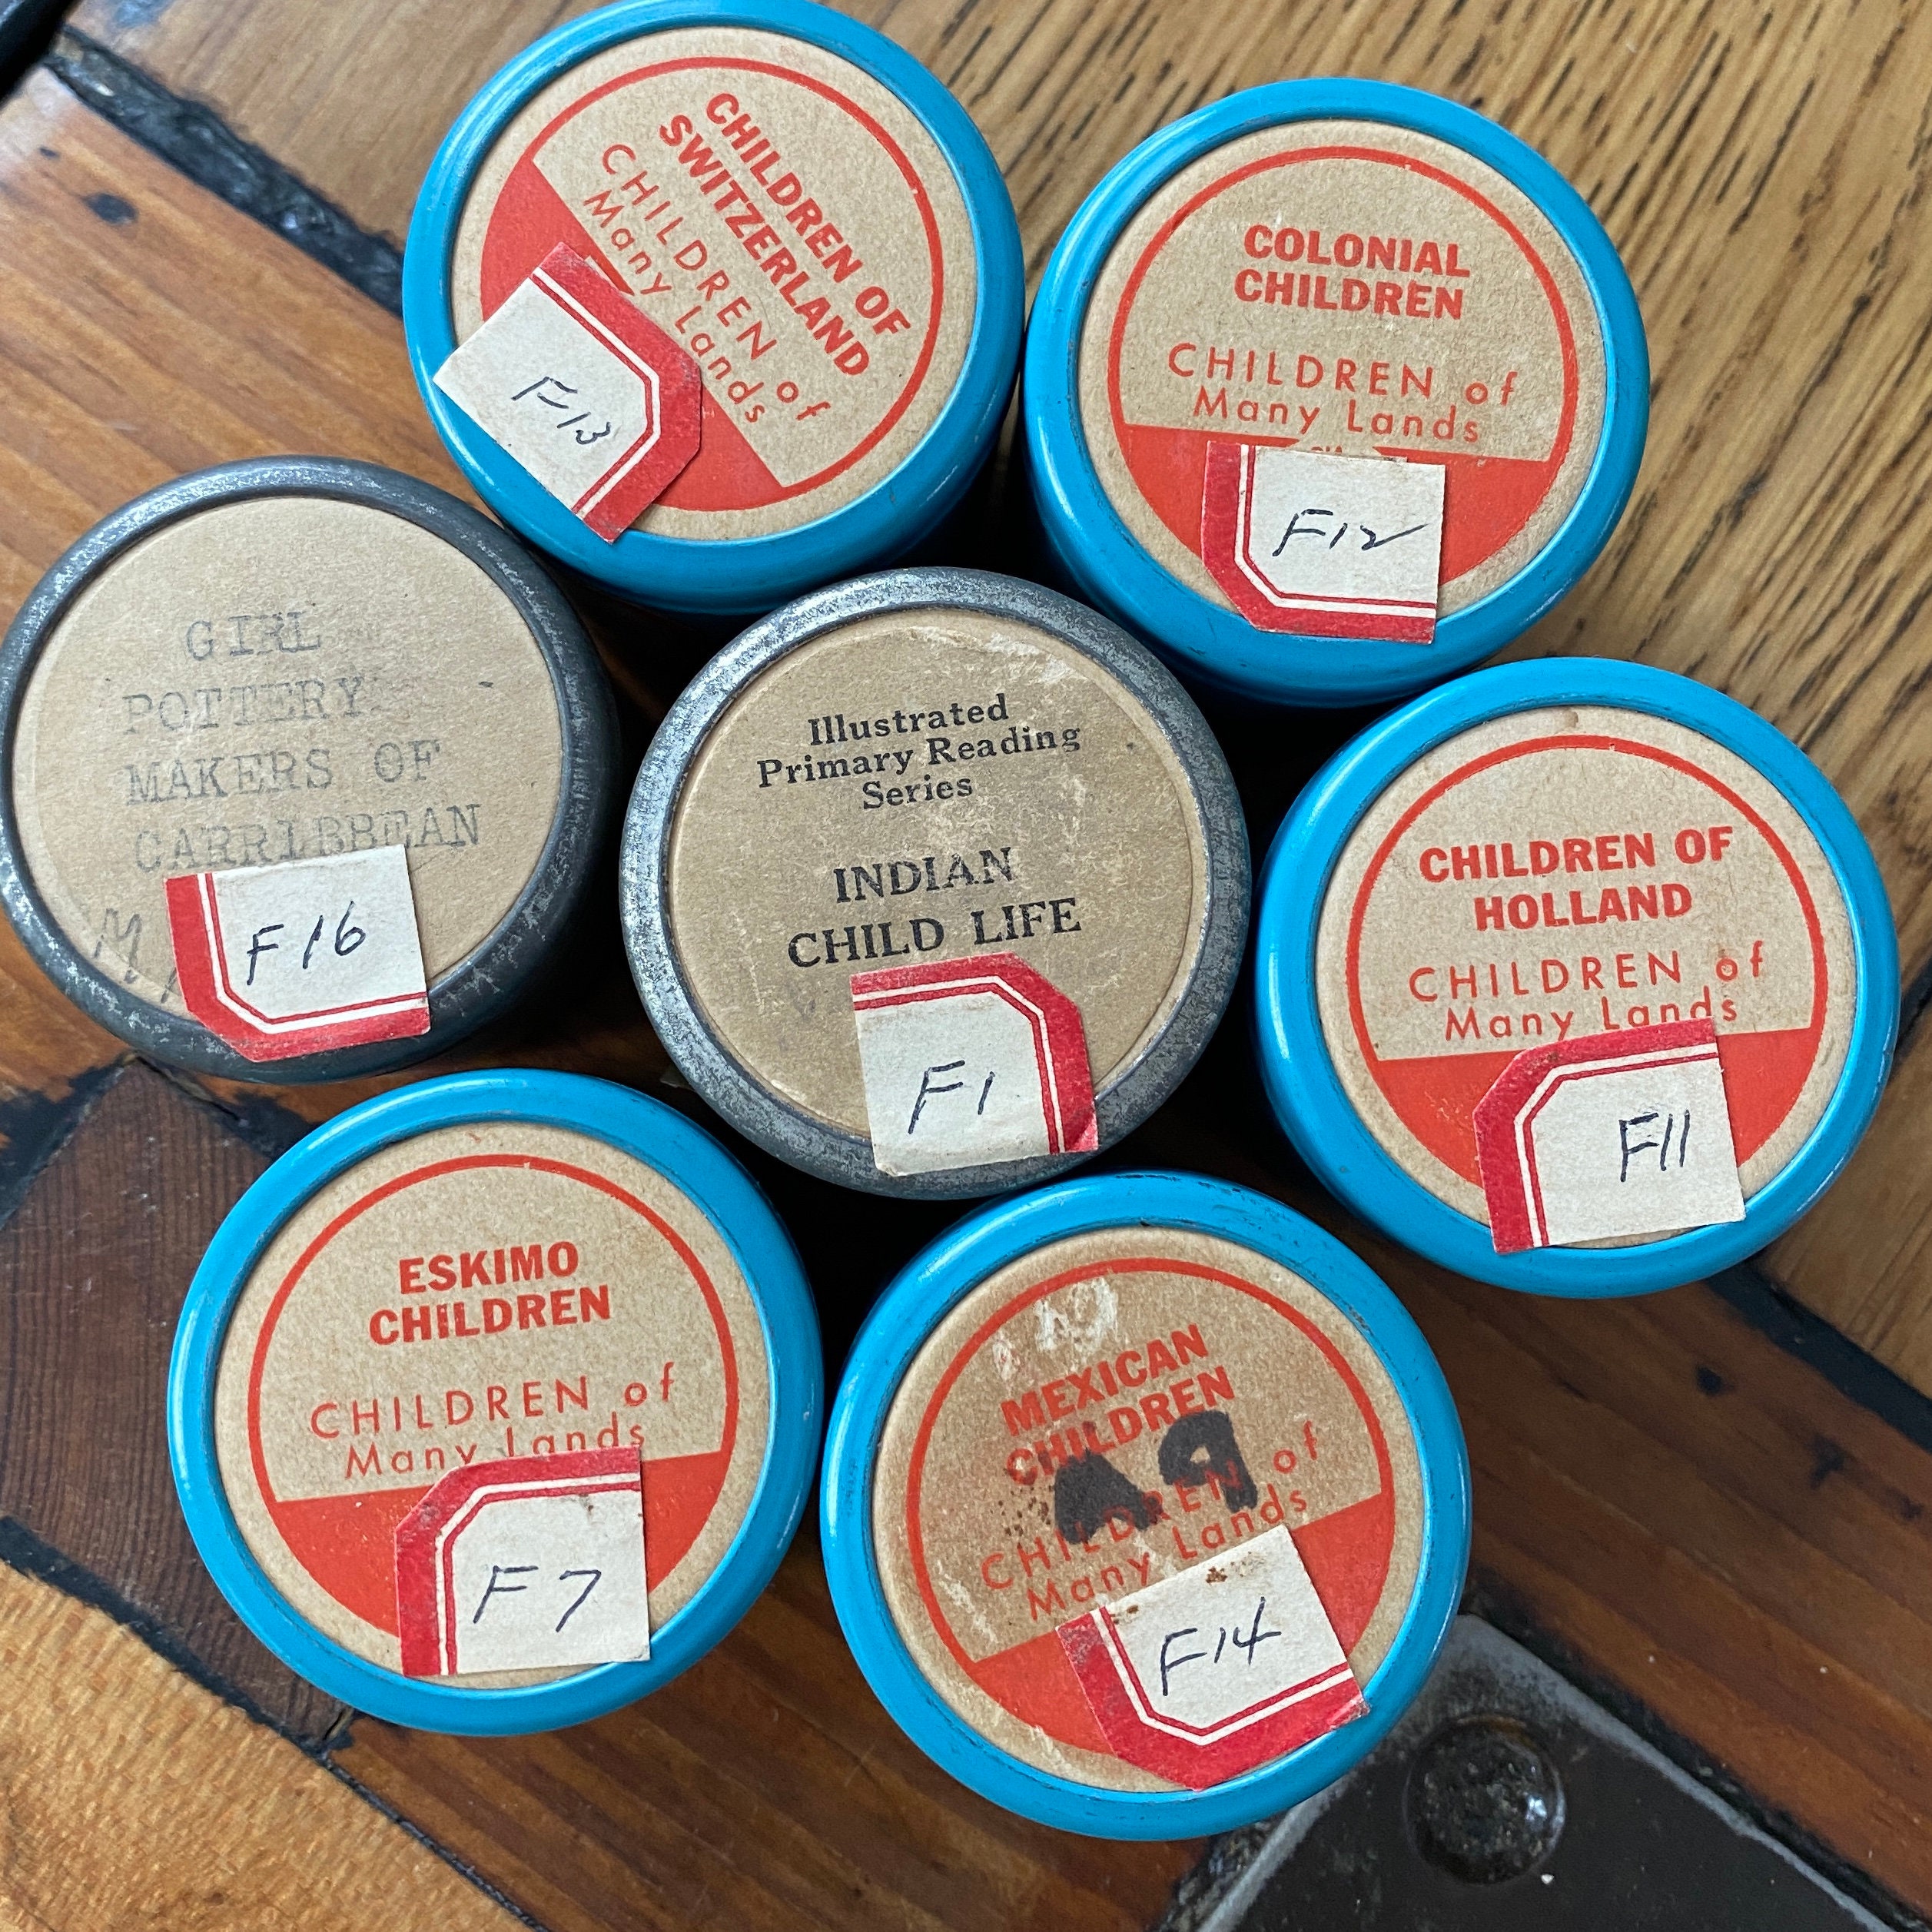 CHILDREN OF
SWITZERLAND
CHILDREN of
Many Lands
F13
COLONIAL
CHILDREN
CHILDREN of
Many Lands
F12
GIRL
POTTERY
MAKERS OF
CARRIBBEAN
F16
Illustrated
Primary Reading
Series
INDIAN
CHILD LIFE
F1
CHILDREN OF
HOLLAND
CHILDREN of
Many Lands
F11
ESKIMO
CHILDREN
CHILDREN of
Many Lands
F7
MEXICAN
CHILDREN
CHILDREN of
Many Lands
F14